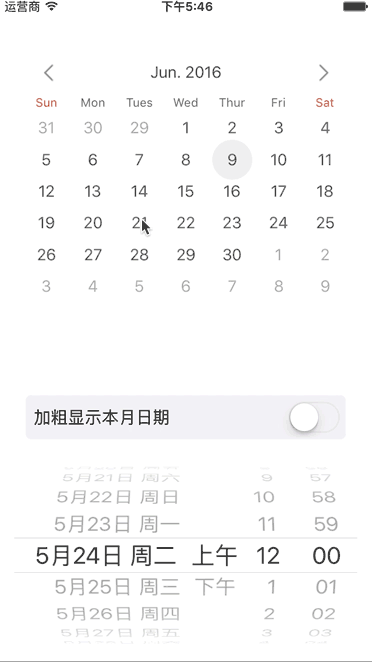 运营商 下午5:46
Jun. 2016
Sun Mon Tues Wed Thur Fri Sat
31 30 29 1 2 3 4
5 6 7 8 9 10 11
12 13 14 15 16 17 18
19 20 21 22 23 24 25
26 27 28 29 30 1 2
3 4 5 6 7 8 9
加粗显示本月日期
5月21日 周六 9 57
5月22日 周日 10 58
5月23日 周一 11 59
5月24日 周二 上午 12 00
5月25日 周三 下午 1 01
5月26日 周四 2 02
5月27日 周五 3 03